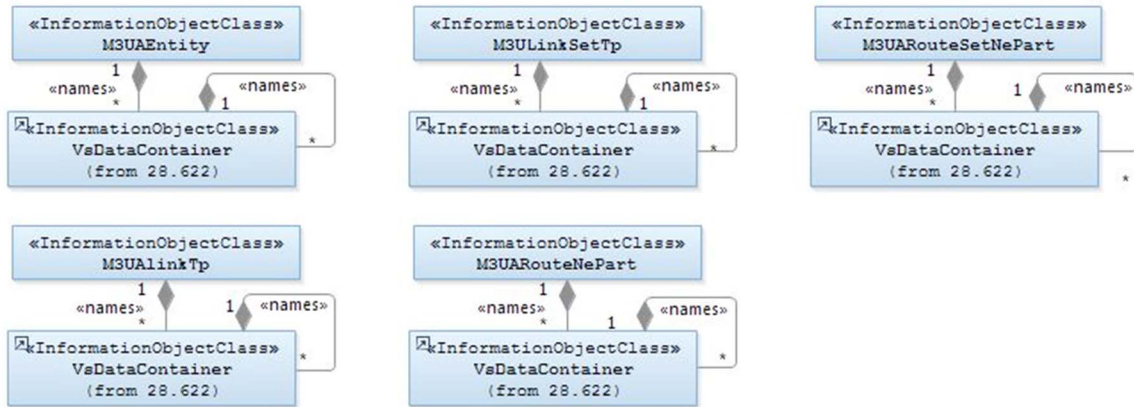 «InformationObjectClass»
M3UAEntity
1
«names»
*
1
«names»
*
«InformationObjectClass»
VsDataContainer
(from 28.622)
«InformationObjectClass»
M3ULinkSetTp
1
«names»
*
1
«names»
*
«InformationObjectClass»
VsDataContainer
(from 28.622)
«InformationObjectClass»
M3UARouteSetNePart
1
«names»
*
1
«names»
*
«InformationObjectClass»
VsDataContainer
(from 28.622)
«InformationObjectClass»
M3UAlinkTp
1
«names»
*
1
«names»
*
«InformationObjectClass»
VsDataContainer
(from 28.622)
«InformationObjectClass»
M3UARouteNePart
1
«names»
*
1
«names»
*
«InformationObjectClass»
VsDataContainer
(from 28.622)